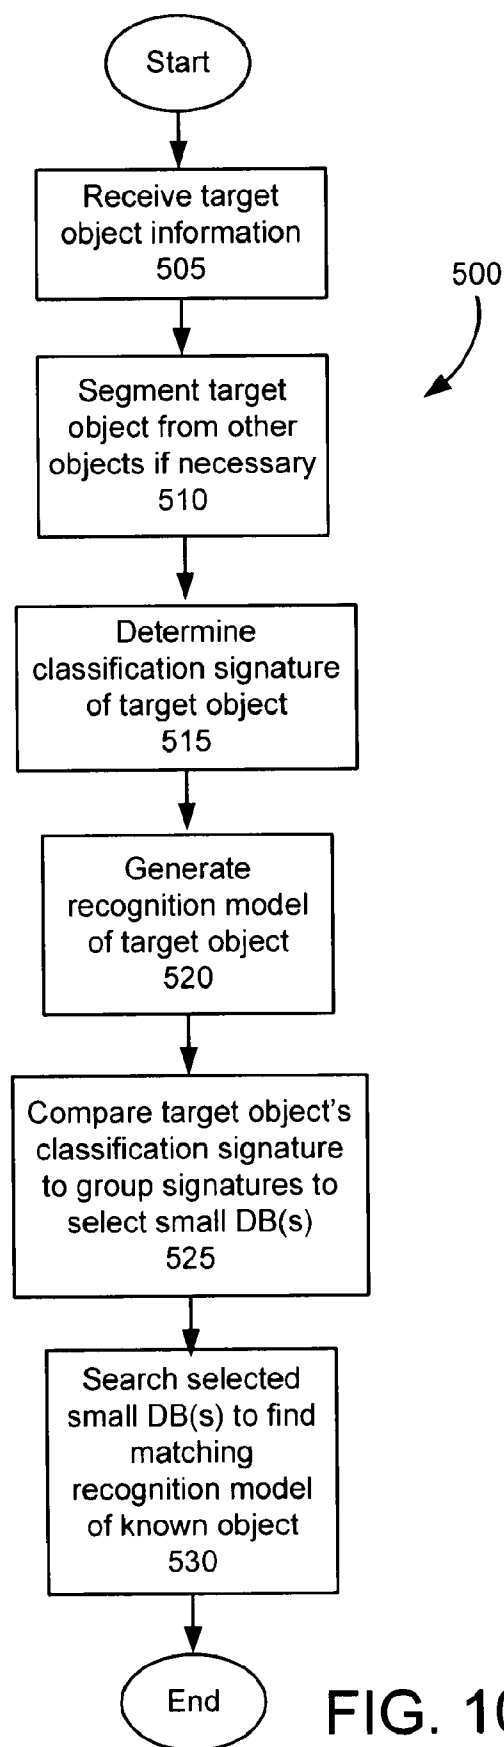 Start
Receive target
object information
505
500
Segment target
object from other
objects if necessary
510
Determine
classification signature
of target object
515
Generate
recognition model
of target object
520
Compare target object's
classification signature
to group signatures to
select small DB(s)
525
Search selected
small DB(s) to find
matching
recognition model
of known object
530
End
FIG. 10